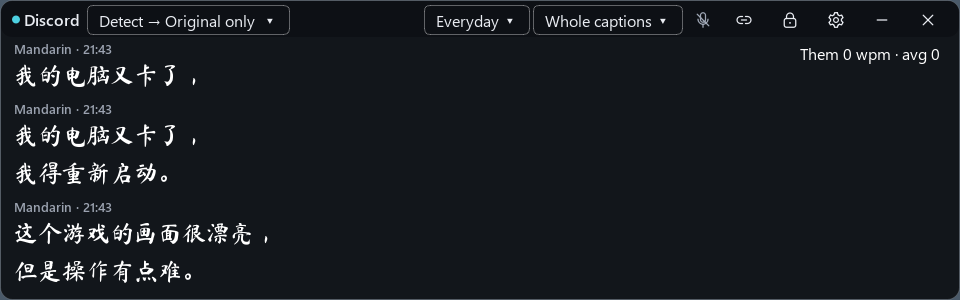 Discord
Detect → Original only ▼
Everyday ▼
Whole captions ▼
Them 0 wpm · avg 0
Mandarin · 21:43
我的电脑又卡了，
Mandarin · 21:43
我的电脑又卡了，
我得重新启动。
Mandarin · 21:43
这个游戏的画面很漂亮，
但是操作有点难。